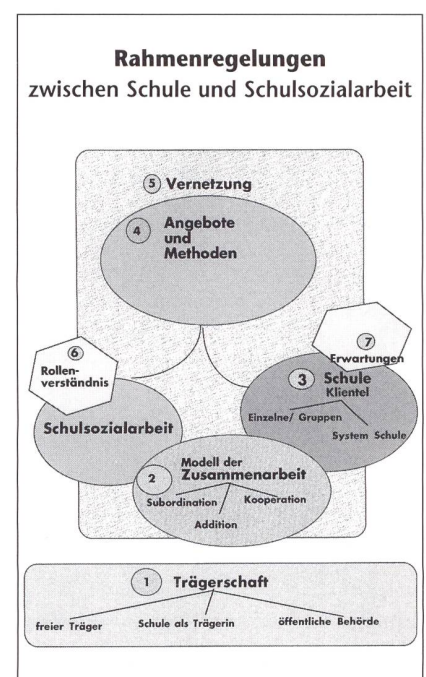 Rahmenregelungen
zwischen Schule und Schulsozialarbeit
5 Vernetzung
4 Angebote
und
Methoden
6
Rollen-
verständnis
7
Erwartungen
3 Schule
Klientel
Einzelne/ Gruppen
System Schule
Schulsozialarbeit
Modell der
2 Zusammenarbeit
Subordination
Kooperation
Addition
1 Trägerschaft
freier Träger
Schule als Trägerin
öffentliche Behörde